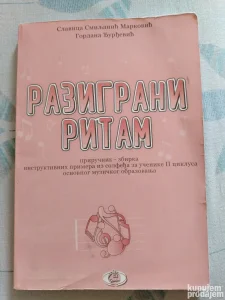 Славица Смиљанић Марковић
Гордана Ђурђевић
РАЗИГРАНИ
РИТАМ
приручник - збирка
инструктивних примера из солфеђа за ученике II циклуса
основног музичког образовања
kupujem
prodajem